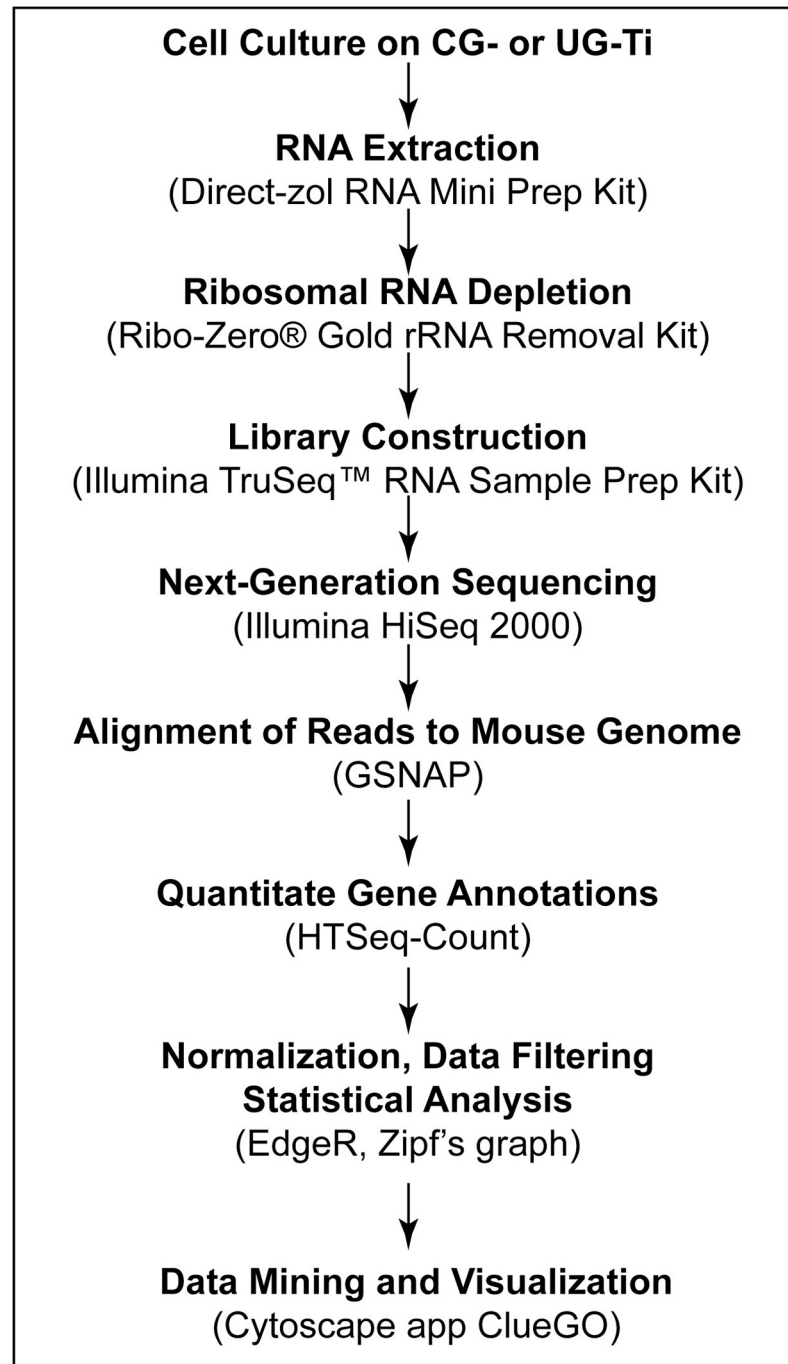 Cell Culture on CG- or UG-Ti
RNA Extraction
(Direct-zol RNA Mini Prep Kit)
Ribosomal RNA Depletion
(Ribo-Zero® Gold rRNA Removal Kit)
Library Construction
(Illumina TruSeq™ RNA Sample Prep Kit)
Next-Generation Sequencing
(Illumina HiSeq 2000)
Alignment of Reads to Mouse Genome
(GSNAP)
Quantitate Gene Annotations
(HTSeq-Count)
Normalization, Data Filtering
Statistical Analysis
(EdgeR, Zipf’s graph)
Data Mining and Visualization
(Cytoscape app ClueGO)